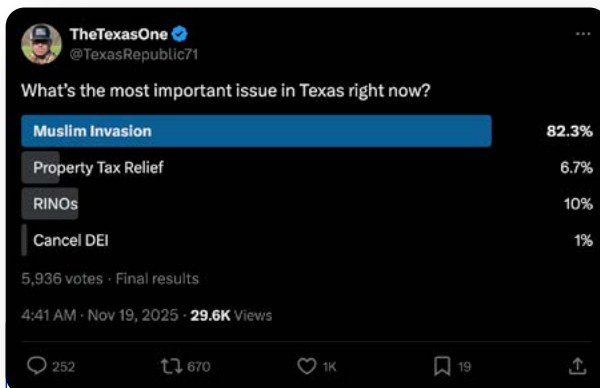 TheTexasOne
@TexasRepublic71
What's the most important issue in Texas right now?
Muslim Invasion 82.3%
Property Tax Relief 6.7%
RINOs 10%
Cancel DEI 1%
5,936 votes · Final results
4:41 AM · Nov 19, 2025 · 29.6K Views
252 670 1K 19